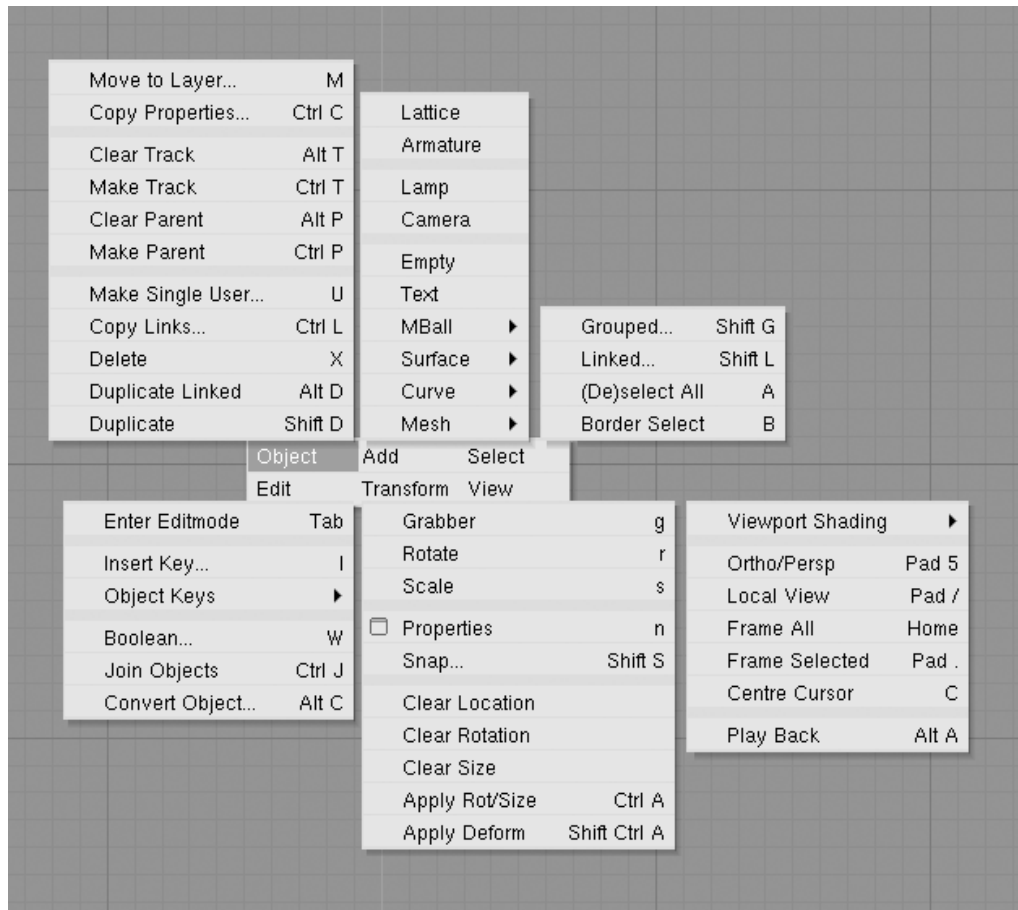 Move to Layer... M
Copy Properties... Ctrl C
Clear Track Alt T
Make Track Ctrl T
Clear Parent Alt P
Make Parent Ctrl P
Make Single User... U
Copy Links... Ctrl L
Delete X
Duplicate Linked Alt D
Duplicate Shift D
Lattice
Armature
Lamp
Camera
Empty
Text
MBall
Surface
Curve
Mesh
Grouped... Shift G
Linked... Shift L
(De)select All A
Border Select B
Object Add Select
Edit Transform View
Enter Editmode Tab
Insert Key... I
Object Keys
Boolean... W
Join Objects Ctrl J
Convert Object... Alt C
Grabber g
Rotate r
Scale s
Properties n
Snap... Shift S
Clear Location
Clear Rotation
Clear Size
Apply Rot/Size Ctrl A
Apply Deform Shift Ctrl A
Viewport Shading
Ortho/Persp Pad 5
Local View Pad /
Frame All Home
Frame Selected Pad .
Centre Cursor C
Play Back Alt A